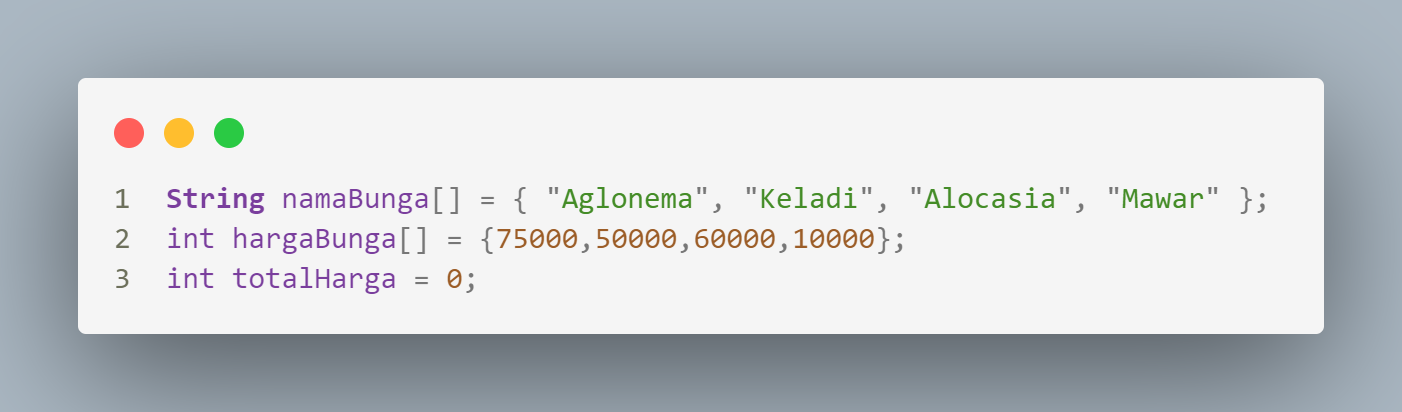 1 String namaBunga[] = { "Aglonema", "Keladi", "Alocasia", "Mawar" };
2 int hargaBunga[] = {75000,50000,60000,10000};
3 int totalHarga = 0;